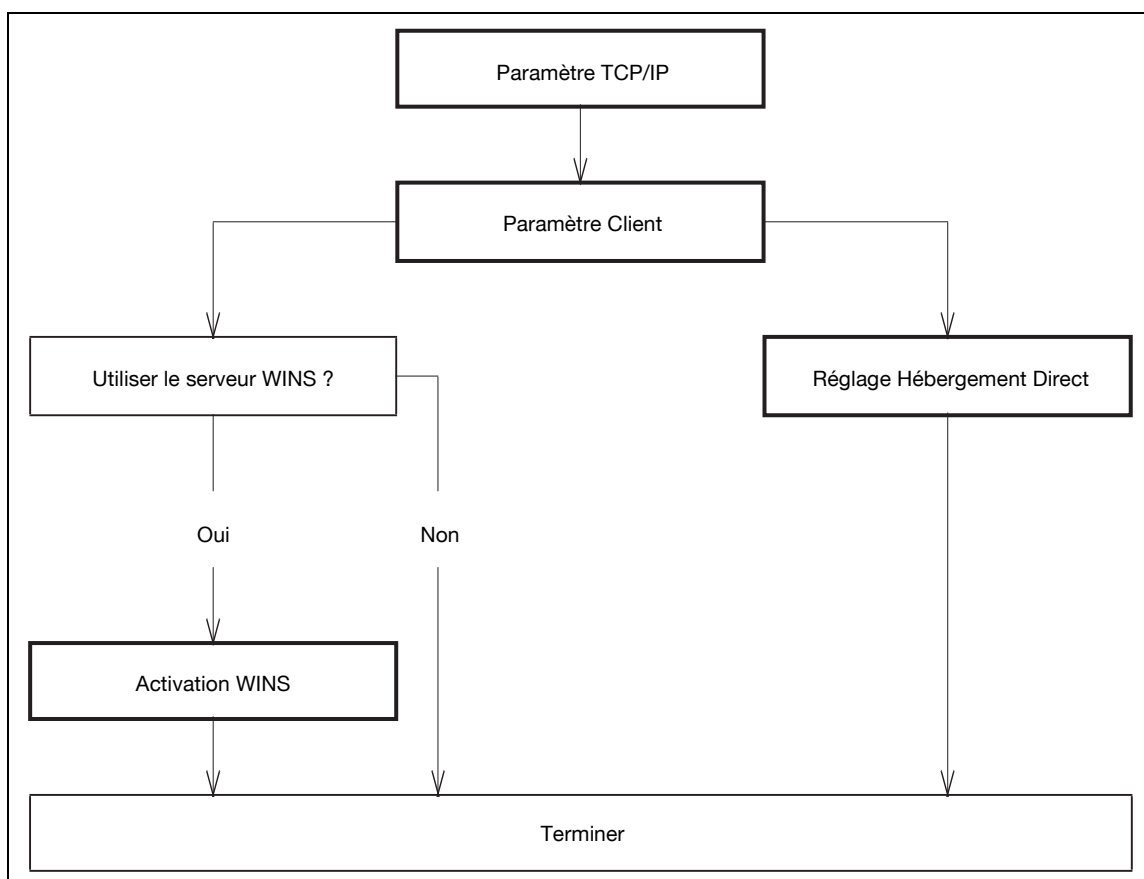 Paramètre TCP/IP
Paramètre Client
Utiliser le serveur WINS ?
Réglage Hébergement Direct
Oui
Non
Activation WINS
Terminer